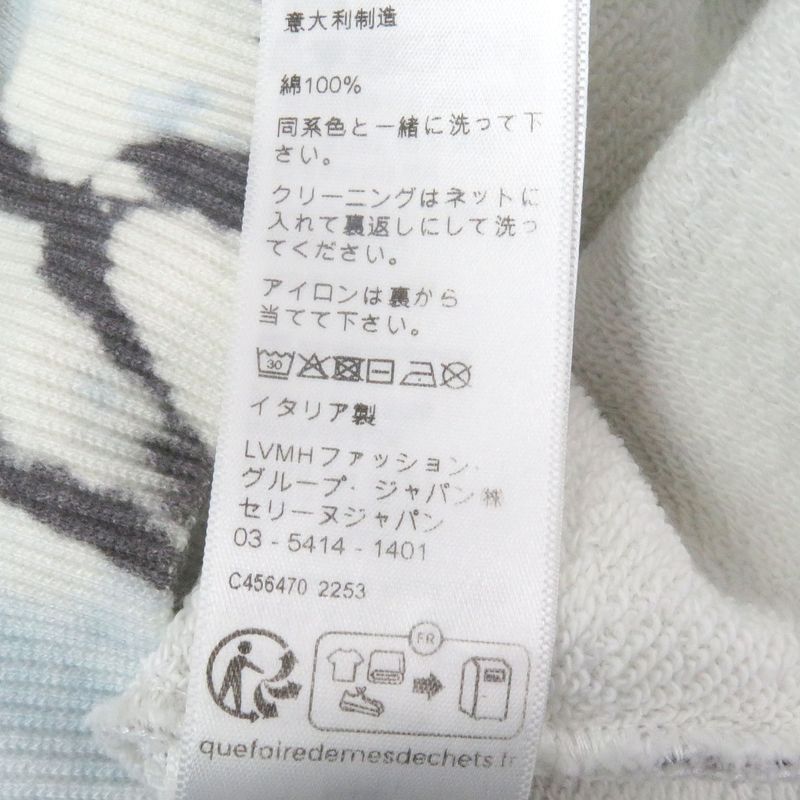 意大利制造
綿100%
同系色と一緒に洗って下
さい。
クリーニングはネットに
入れて裏返しにして洗っ
てください。
アイロンは裏から
当てて下さい。
30
イタリア製
LVMHファッション・
グループ・ジャパン㈱
セリーヌジャパン
03 - 5414 - 1401
C456470 2253
FR
quefairedemesdechets.fr